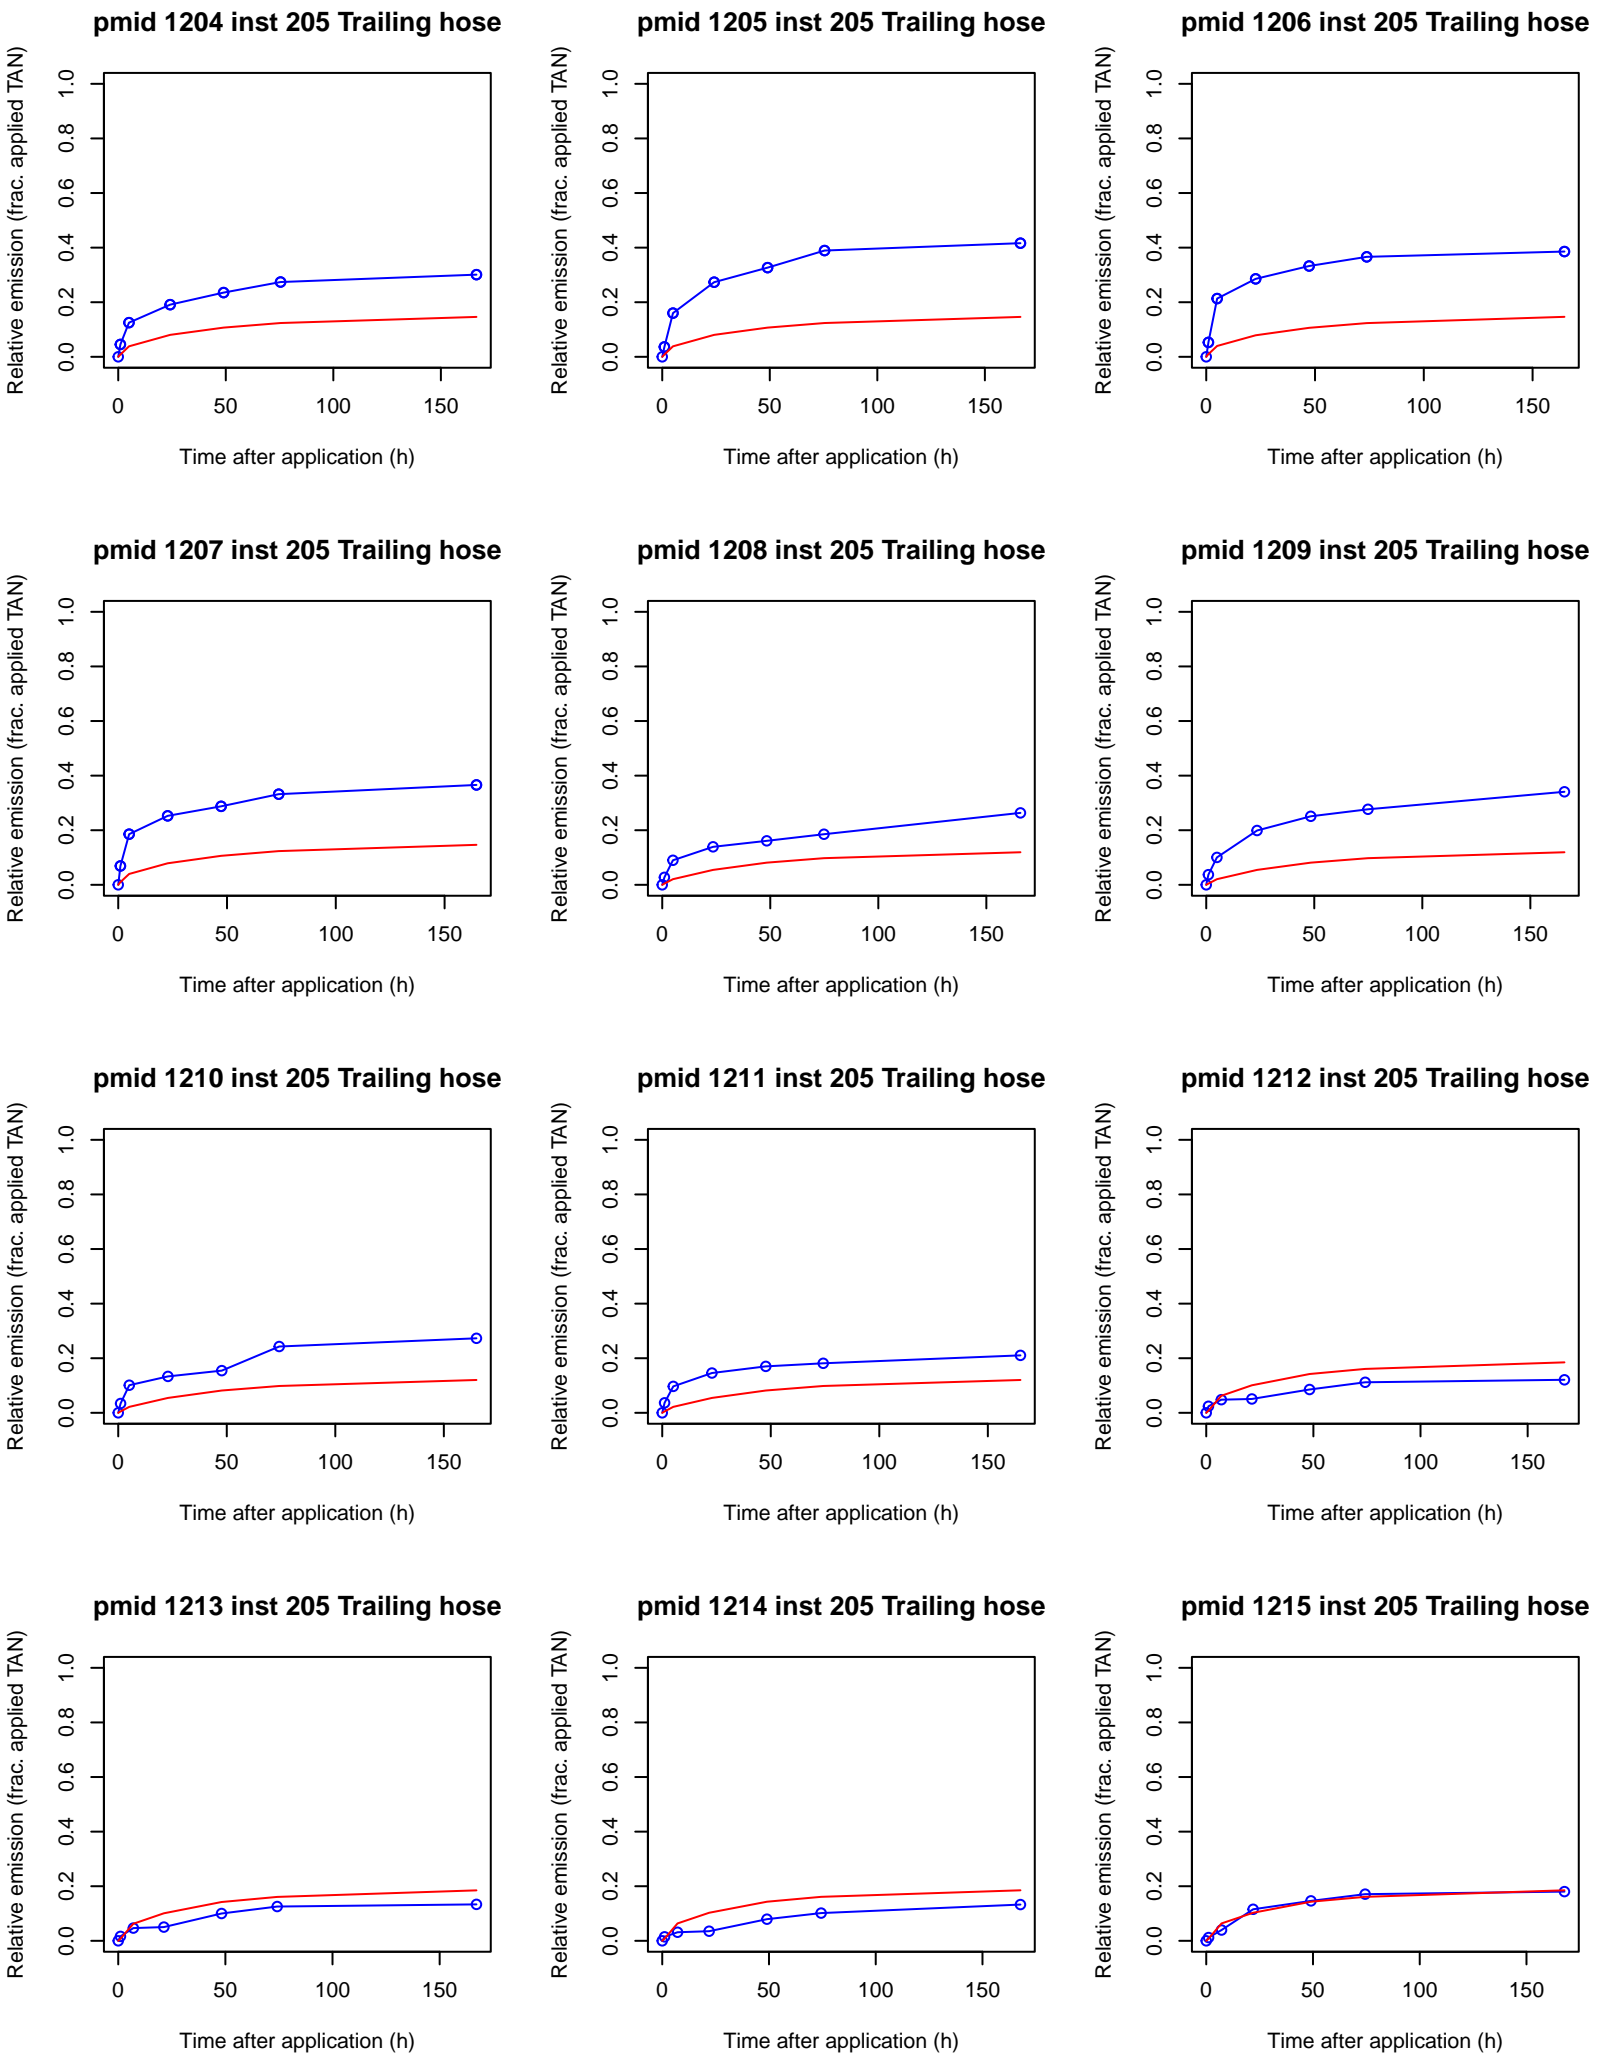 pmid 1204 inst 205 Trailing hose
Relative emission (frac. applied TAN)
1.0
0.8
0.6
0.4
0.2
0.0
0 50 100 150
Time after application (h)
pmid 1205 inst 205 Trailing hose
Relative emission (frac. applied TAN)
1.0
0.8
0.6
0.4
0.2
0.0
0 50 100 150
Time after application (h)
pmid 1206 inst 205 Trailing hose
Relative emission (frac. applied TAN)
1.0
0.8
0.6
0.4
0.2
0.0
0 50 100 150
Time after application (h)
pmid 1207 inst 205 Trailing hose
Relative emission (frac. applied TAN)
1.0
0.8
0.6
0.4
0.2
0.0
0 50 100 150
Time after application (h)
pmid 1208 inst 205 Trailing hose
Relative emission (frac. applied TAN)
1.0
0.8
0.6
0.4
0.2
0.0
0 50 100 150
Time after application (h)
pmid 1209 inst 205 Trailing hose
Relative emission (frac. applied TAN)
1.0
0.8
0.6
0.4
0.2
0.0
0 50 100 150
Time after application (h)
pmid 1210 inst 205 Trailing hose
Relative emission (frac. applied TAN)
1.0
0.8
0.6
0.4
0.2
0.0
0 50 100 150
Time after application (h)
pmid 1211 inst 205 Trailing hose
Relative emission (frac. applied TAN)
1.0
0.8
0.6
0.4
0.2
0.0
0 50 100 150
Time after application (h)
pmid 1212 inst 205 Trailing hose
Relative emission (frac. applied TAN)
1.0
0.8
0.6
0.4
0.2
0.0
0 50 100 150
Time after application (h)
pmid 1213 inst 205 Trailing hose
Relative emission (frac. applied TAN)
1.0
0.8
0.6
0.4
0.2
0.0
0 50 100 150
Time after application (h)
pmid 1214 inst 205 Trailing hose
Relative emission (frac. applied TAN)
1.0
0.8
0.6
0.4
0.2
0.0
0 50 100 150
Time after application (h)
pmid 1215 inst 205 Trailing hose
Relative emission (frac. applied TAN)
1.0
0.8
0.6
0.4
0.2
0.0
0 50 100 150
Time after application (h)